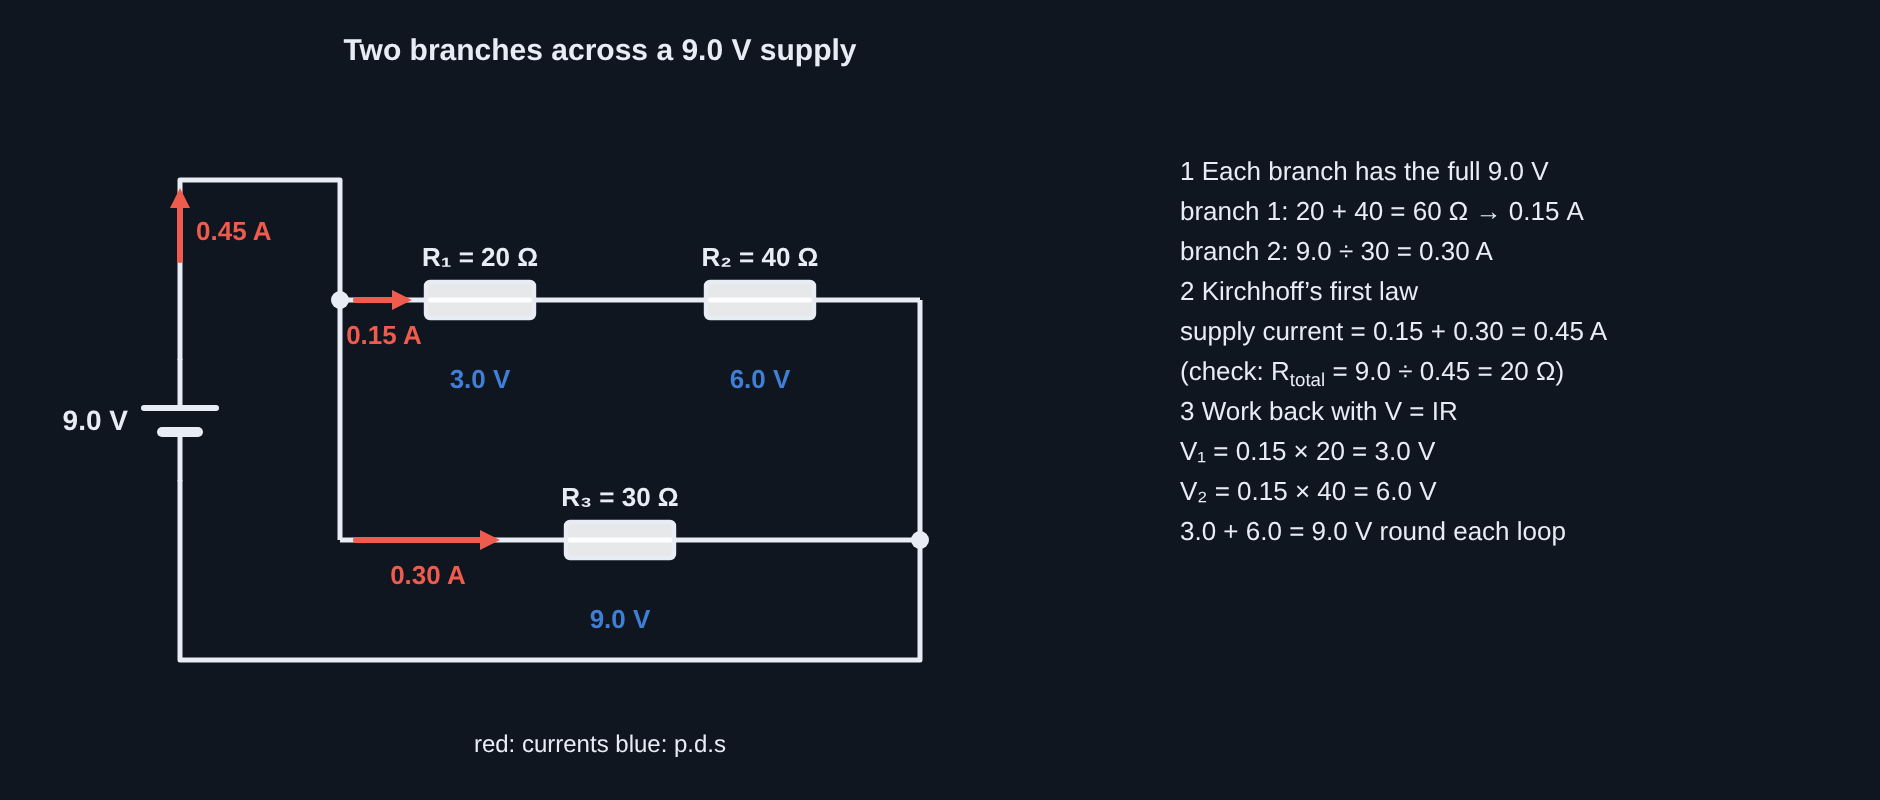 Two branches across a 9.0 V supply
0.45 A
R₁ = 20 Ω
R₂ = 40 Ω
0.15 A
3.0 V
6.0 V
9.0 V
R₃ = 30 Ω
0.30 A
9.0 V
red: currents blue: p.d.s
1 Each branch has the full 9.0 V
branch 1: 20 + 40 = 60 Ω → 0.15 A
branch 2: 9.0 ÷ 30 = 0.30 A
2 Kirchhoff’s first law
supply current = 0.15 + 0.30 = 0.45 A
(check: Rtotal = 9.0 ÷ 0.45 = 20 Ω)
3 Work back with V = IR
V₁ = 0.15 × 20 = 3.0 V
V₂ = 0.15 × 40 = 6.0 V
3.0 + 6.0 = 9.0 V round each loop